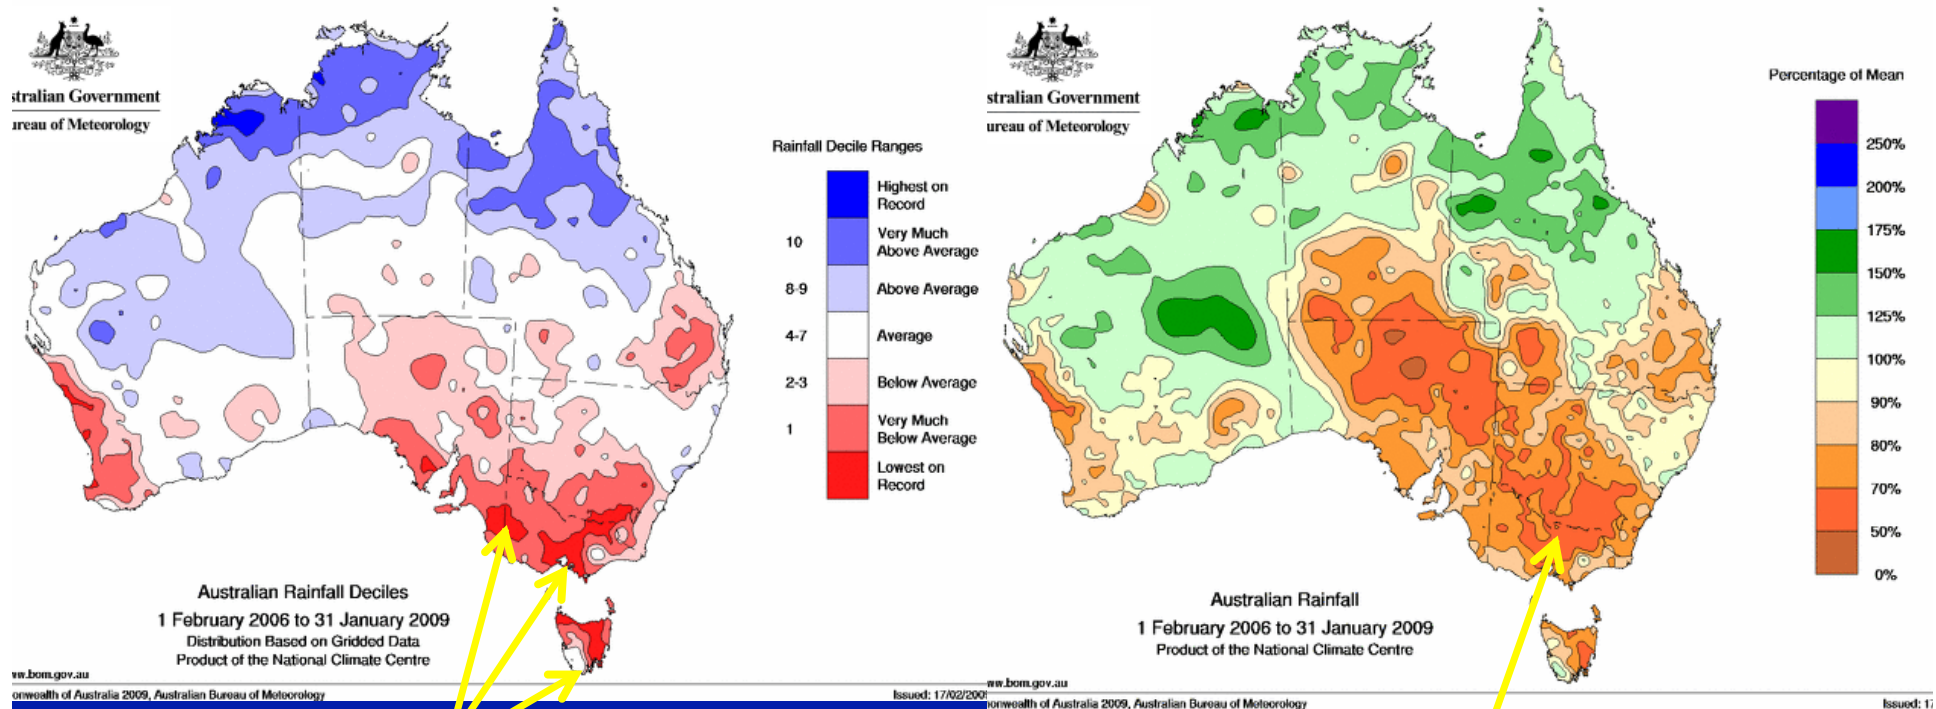 stralian Government
ureau of Meteorology
Rainfall Decile Ranges
Highest on
Record
10
Very Much
Above Average
8-9
Above Average
4-7
Average
2-3
Below Average
1
Very Much
Below Average
Lowest on
Record
Australian Rainfall Deciles
1 February 2006 to 31 January 2009
Distribution Based on Gridded Data
Product of the National Climate Centre
ww.bom.gov.au
onwealth of Australia 2009, Australian Bureau of Meteorology
Issued: 17/02/200
stralian Government
ureau of Meteorology
Percentage of Mean
250%
200%
175%
150%
125%
100%
90%
80%
70%
50%
0%
Australian Rainfall
1 February 2006 to 31 January 2009
Product of the National Climate Centre
ww.bom.gov.au
onwealth of Australia 2009, Australian Bureau of Meteorology
Issued: 17